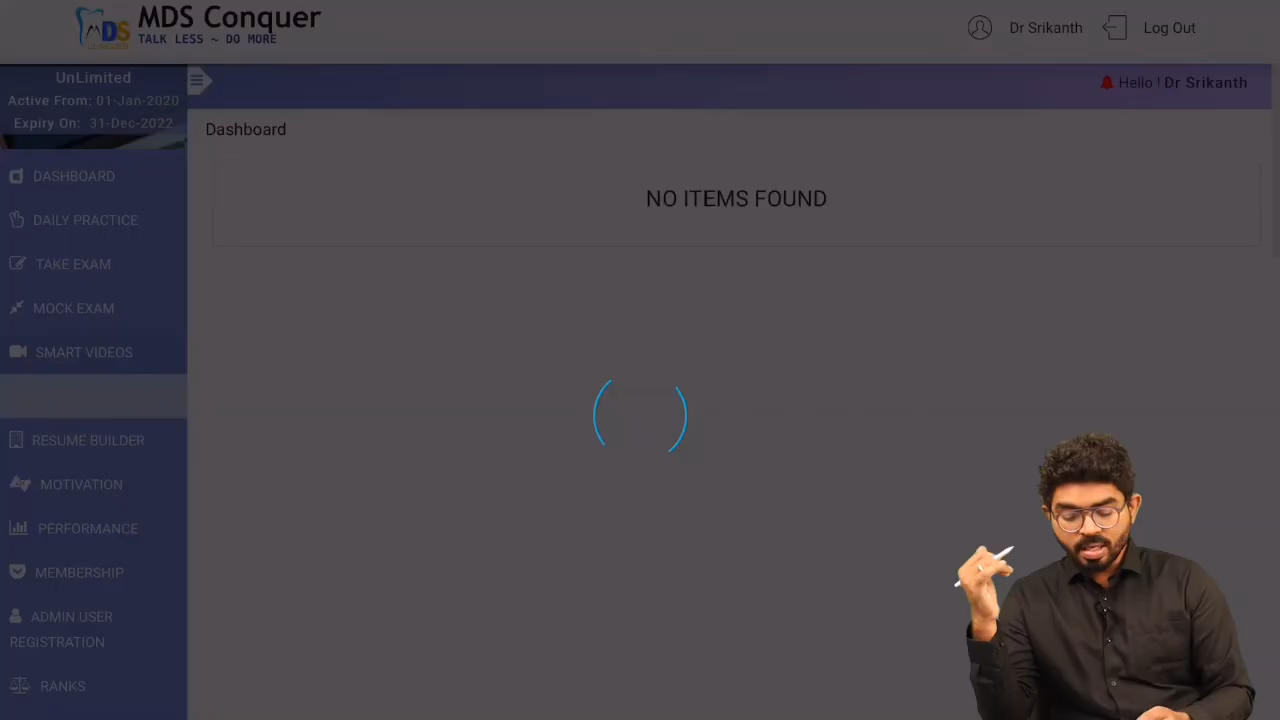 MDS Conquer
TALK LESS ~ DO MORE
MDS
Dr Srikanth
Log Out
UnLimited
Active From: 01-Jan-2020
Expiry On: 31-Dec-2022
Hello ! Dr Srikanth
Dashboard
NO ITEMS FOUND
DASHBOARD
DAILY PRACTICE
TAKE EXAM
MOCK EXAM
SMART VIDEOS
RESUME BUILDER
MOTIVATION
PERFORMANCE
MEMBERSHIP
ADMIN USER
REGISTRATION
RANKS